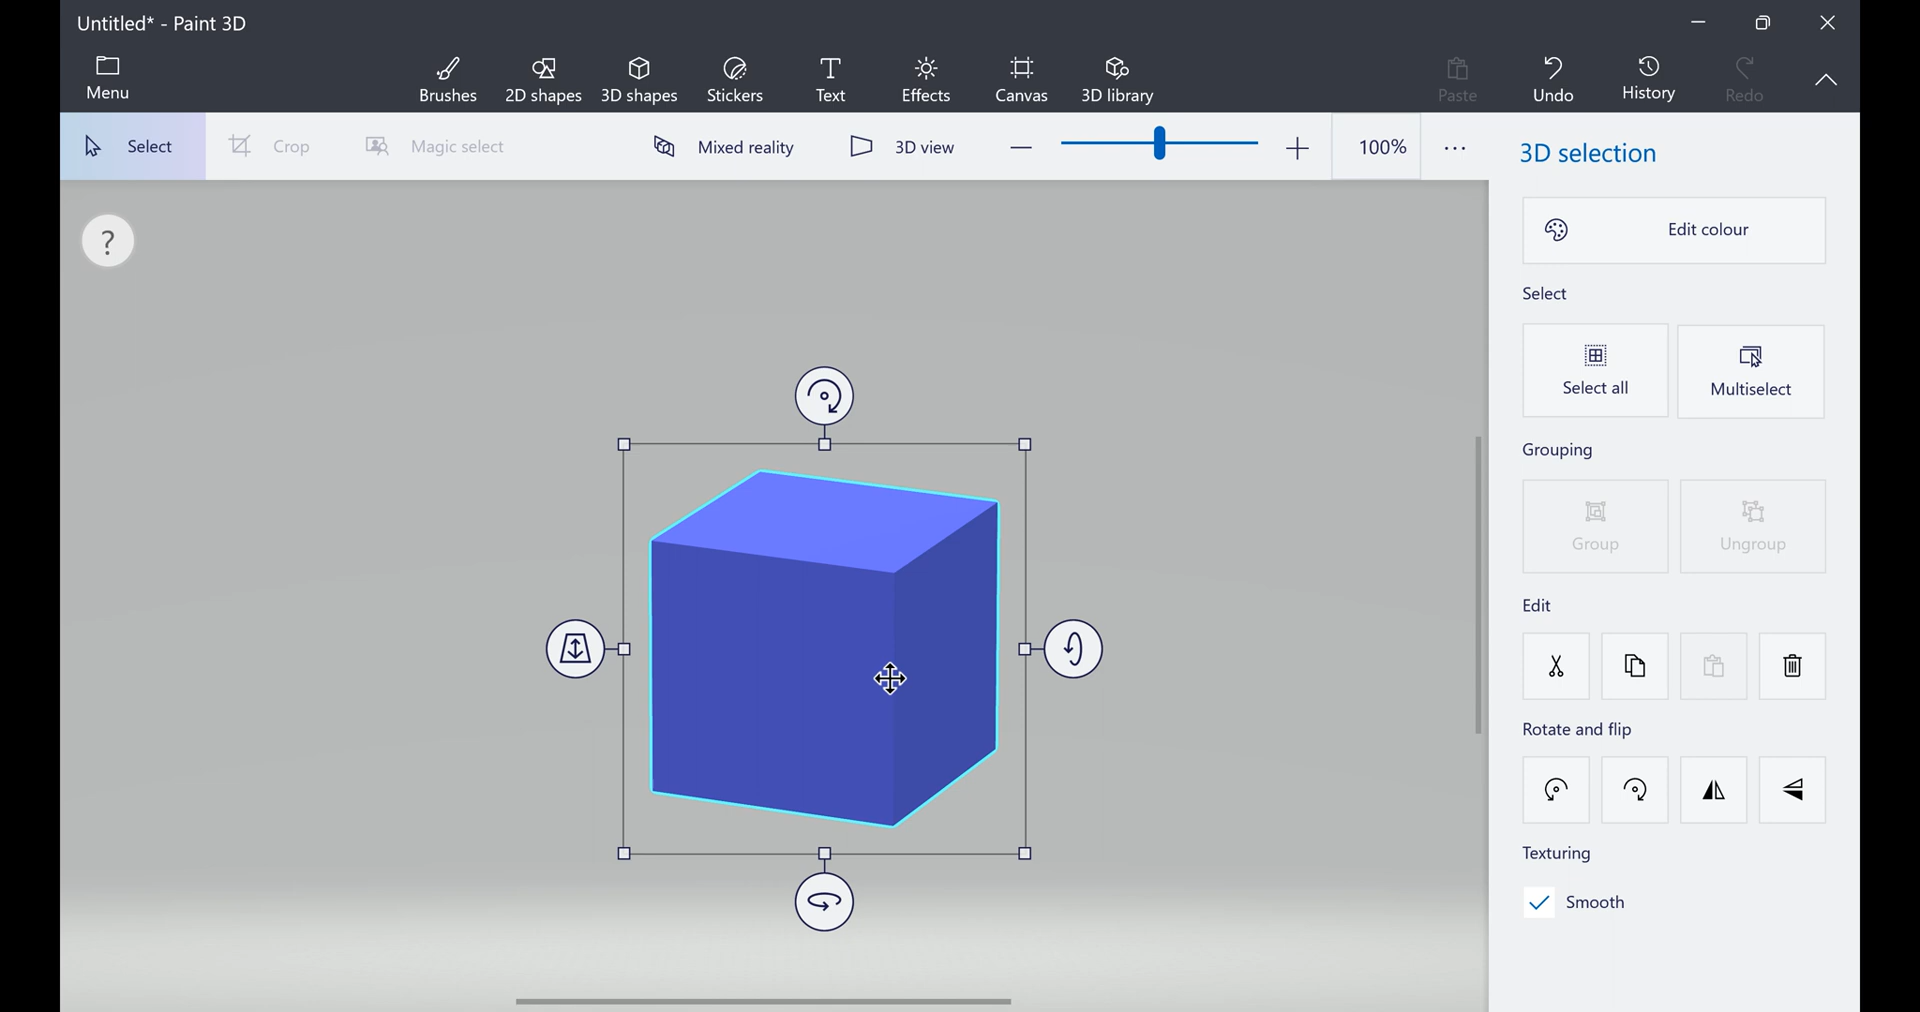 Untitled* - Paint 3D
Menu
Brushes
2D shapes
3D shapes
Stickers
Text
Effects
Canvas
3D library
Paste
Undo
History
Redo
Select
Crop
Magic select
Mixed reality
3D view
100%
3D selection
?
Edit colour
Select
Select all
Multiselect
Grouping
Group
Ungroup
Edit
Rotate and flip
Texturing
Smooth